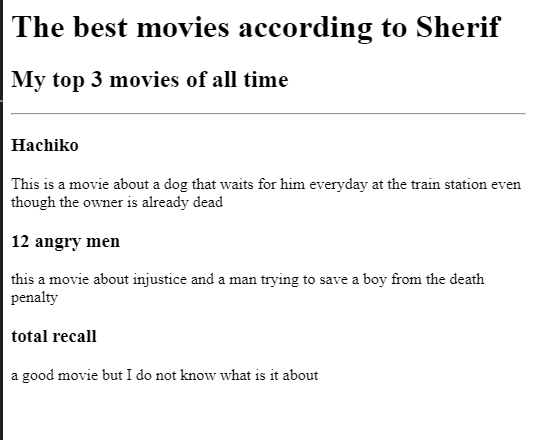 The best movies according to Sherif
My top 3 movies of all time
Hachiko
This is a movie about a dog that waits for him everyday at the train station even
though the owner is already dead
12 angry men
this a movie about injustice and a man trying to save a boy from the death
penalty
total recall
a good movie but I do not know what is it about